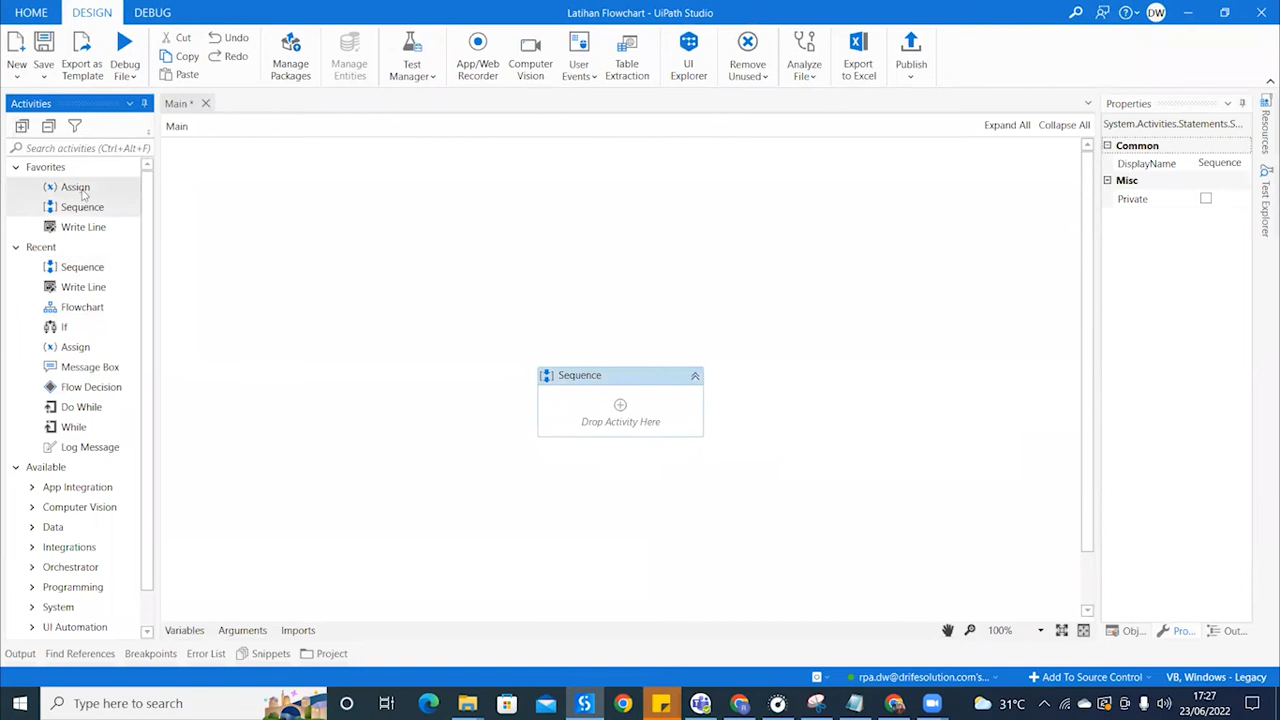 HOME DESIGN DEBUG Latihan Flowchart - UiPath Studio DW
New Save Export as Template Debug File Cut Copy Paste Undo Redo Manage Packages Manage Entities Test Manager App/Web Recorder Computer Vision User Events Table Extraction UI Explorer Remove Unused Analyze File Export to Excel Publish
Activities
Search activities (Ctrl+Alt+F)
Favorites
Assign
Sequence
Write Line
Recent
Sequence
Write Line
Flowchart
If
Assign
Message Box
Flow Decision
Do While
While
Log Message
Available
App Integration
Computer Vision
Data
Integrations
Orchestrator
Programming
System
UI Automation
Main *
Main Expand All Collapse All
Sequence
Drop Activity Here
Properties
System.Activities.Statements.S...
Common
DisplayName Sequence
Misc
Private
Resources
Test Explorer
Variables Arguments Imports 100% Obj... Pro... Out...
Output Find References Breakpoints Error List Snippets Project
rpa.dw@drifesolution.com's... Add To Source Control VB, Windows - Legacy
Type here to search 31°C 17:27
23/06/2022